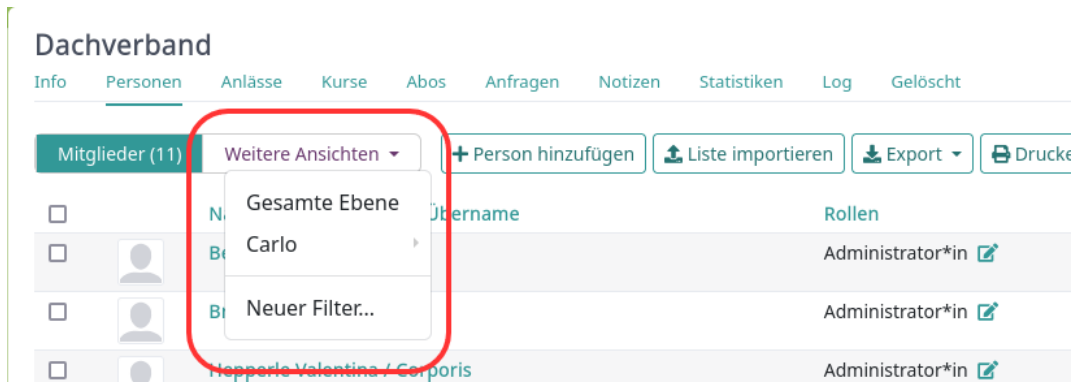 Dachverband
Info Personen Anlässe Kurse Abos Anfragen Notizen Statistiken Log Gelöscht
Mitglieder (11) Weitere Ansichten + Person hinzufügen Liste importieren Export Drucke
Übername Rollen
Gesamte Ebene
Carlo
Administrator*in
Neuer Filter...
Administrator*in
Hepperle Valentina / Corporis Administrator*in